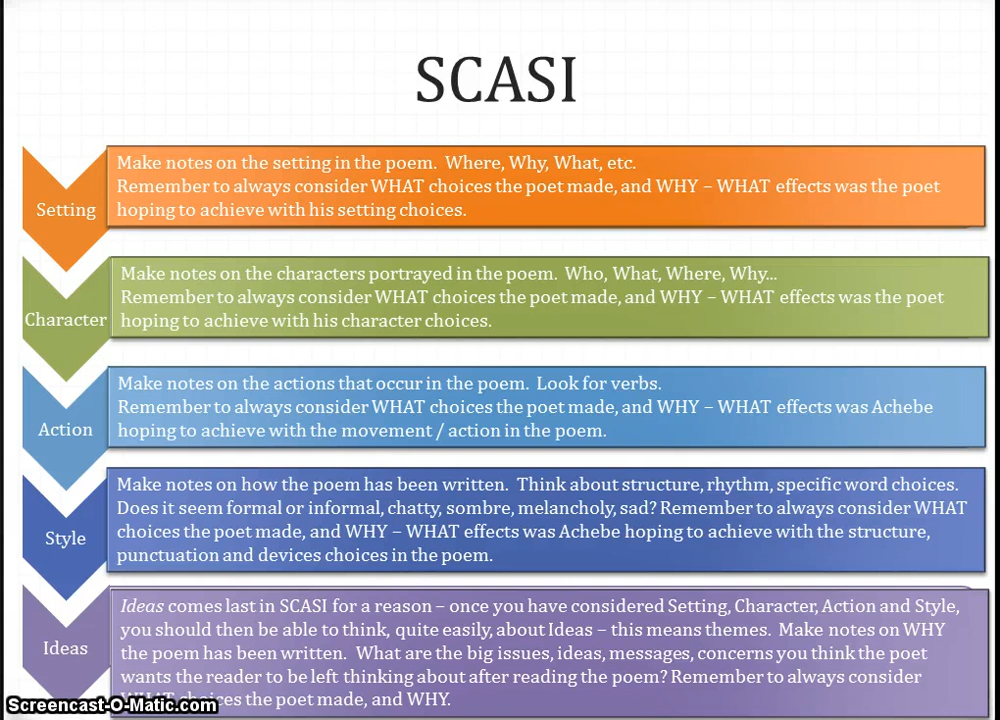 SCASI
Setting
Make notes on the setting in the poem. Where, Why, What, etc.
Remember to always consider WHAT choices the poet made, and WHY – WHAT effects was the poet
hoping to achieve with his setting choices.
Character
Make notes on the characters portrayed in the poem. Who, What, Where, Why...
Remember to always consider WHAT choices the poet made, and WHY – WHAT effects was the poet
hoping to achieve with his character choices.
Action
Make notes on the actions that occur in the poem. Look for verbs.
Remember to always consider WHAT choices the poet made, and WHY – WHAT effects was Achebe
hoping to achieve with the movement / action in the poem.
Style
Make notes on how the poem has been written. Think about structure, rhythm, specific word choices.
Does it seem formal or informal, chatty, sombre, melancholy, sad? Remember to always consider WHAT
choices the poet made, and WHY – WHAT effects was Achebe hoping to achieve with the structure,
punctuation and devices choices in the poem.
Ideas
Ideas comes last in SCASI for a reason – once you have considered Setting, Character, Action and Style,
you should then be able to think, quite easily, about Ideas – this means themes. Make notes on WHY
the poem has been written. What are the big issues, ideas, messages, concerns you think the poet
wants the reader to be left thinking about after reading the poem? Remember to always consider
WHAT choices the poet made, and WHY.
Screencast-O-Matic.com